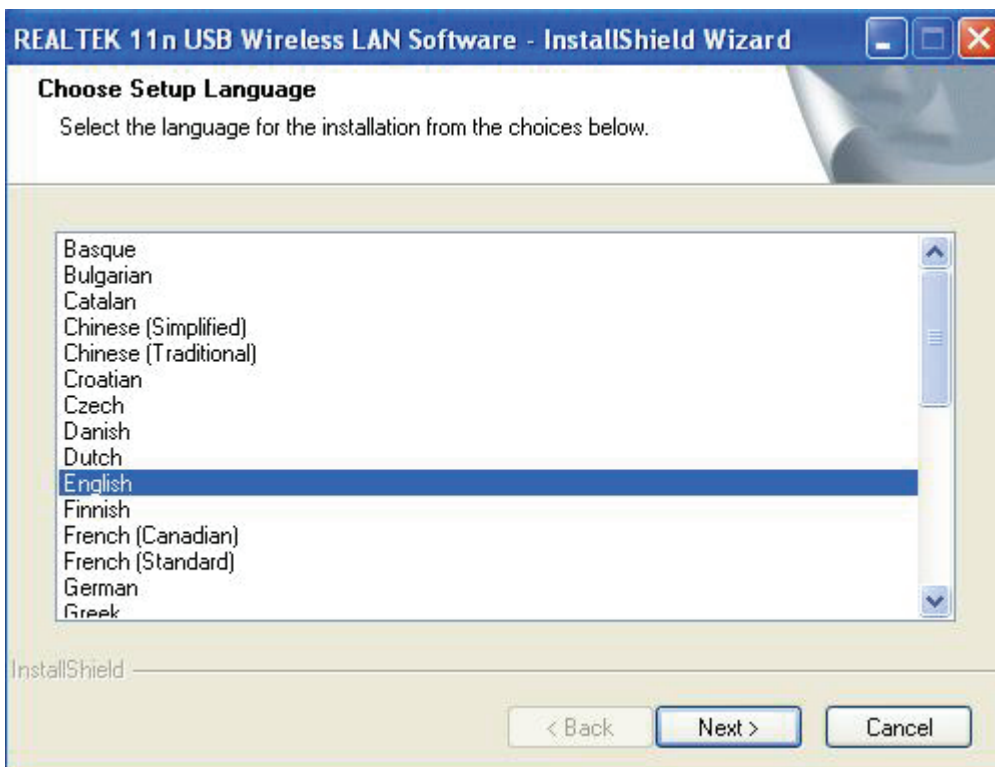 REALTEK 11n USB Wireless LAN Software - InstallShield Wizard
Choose Setup Language
Select the language for the installation from the choices below.
Basque
Bulgarian
Catalan
Chinese (Simplified)
Chinese (Traditional)
Croatian
Czech
Danish
Dutch
English
Finnish
French (Canadian)
French (Standard)
German
Greek
InstallShield
< Back Next > Cancel